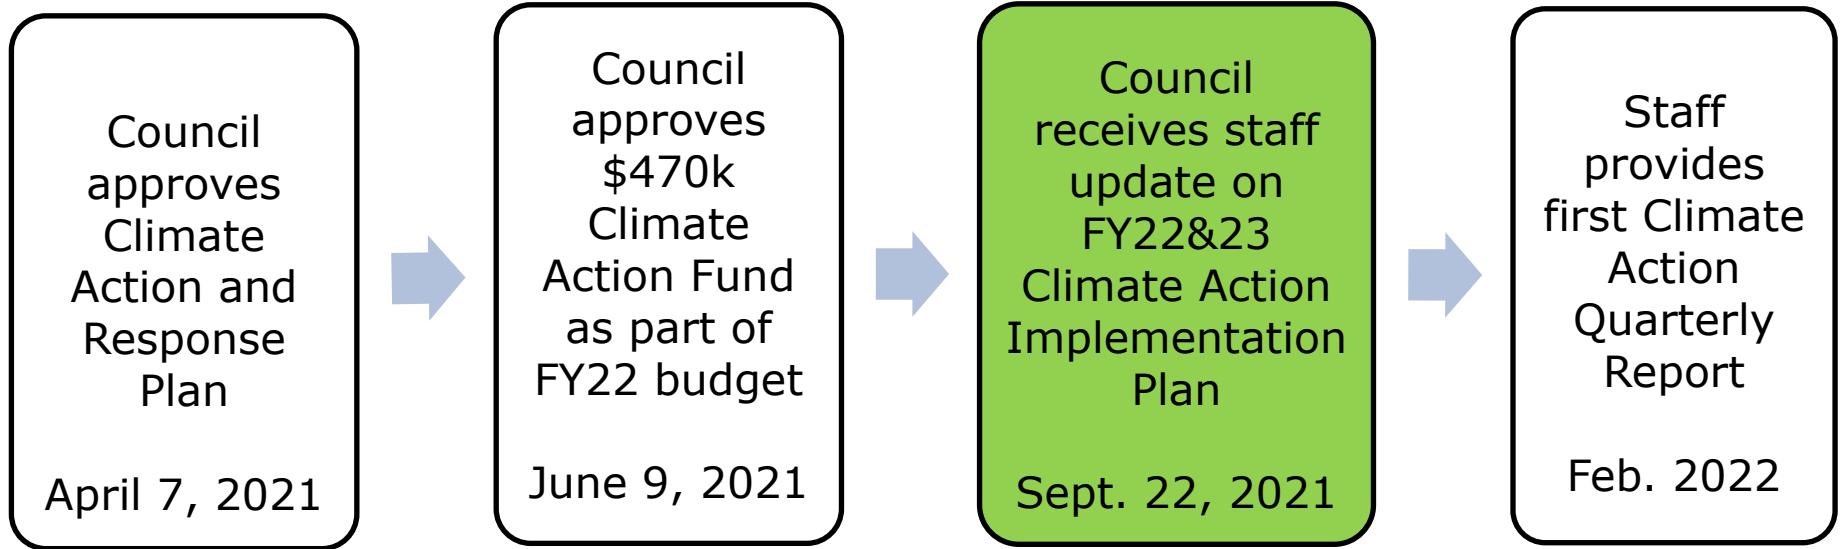 Council
approves
Climate
Action and
Response
Plan
April 7, 2021
Council
approves
$470k
Climate
Action Fund
as part of
FY22 budget
June 9, 2021
Council
receives staff
update on
FY22&23
Climate Action
Implementation
Plan
Sept. 22, 2021
Staff
provides
first Climate
Action
Quarterly
Report
Feb. 2022